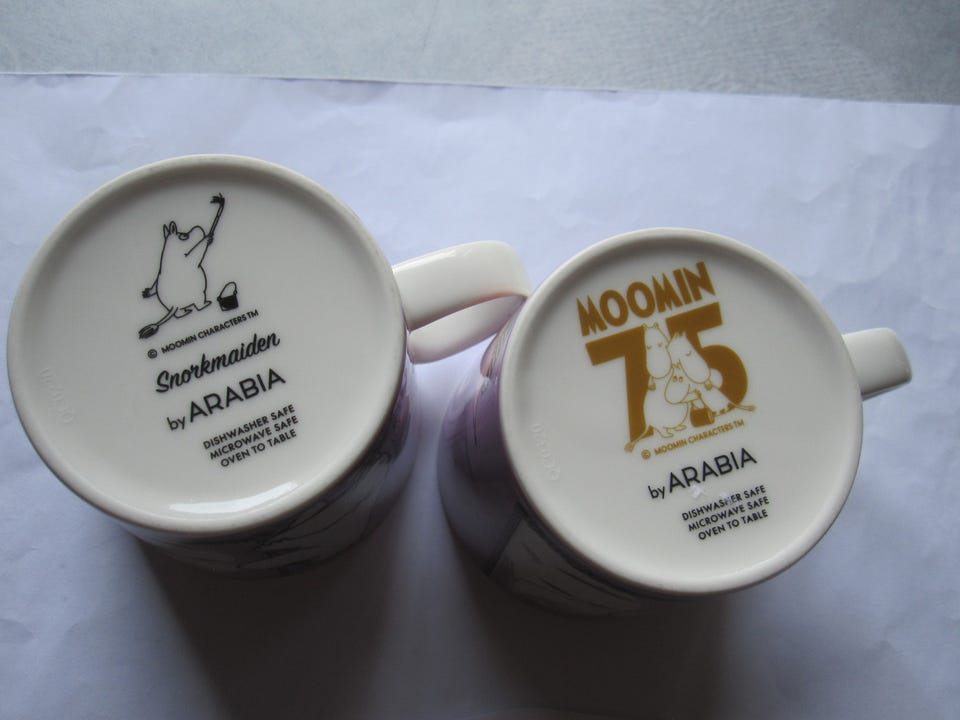 © MOOMIN CHARACTERS TM
Snorkmaiden
by ARABIA
DISHWASHER SAFE
MICROWAVE SAFE
OVEN TO TABLE
MOOMIN
75
© MOOMIN CHARACTERS TM
by ARABIA
DISHWASHER SAFE
MICROWAVE SAFE
OVEN TO TABLE